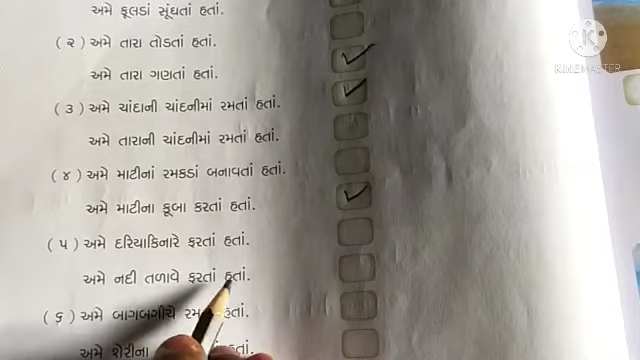 અમે ફૂલડાં સૂંઘતાં હતાં.
(૨) અમે તારા તોડતાં હતાં.
અમે તારા ગણતાં હતાં.
(૩) અમે ચાંદાની ચાંદનીમાં રમતાં હતાં.
અમે તારાની ચાંદનીમાં રમતાં હતાં.
(૪) અમે માટીનાં રમકડાં બનાવતાં હતાં.
અમે માટીના કૂબા કરતાં હતાં.
(૫) અમે દરિયાકિનારે ફરતાં હતાં.
અમે નદી તળાવે ફરતાં હતાં.
(૬) અમે બાગબગીચે હતાં.
અમે શેરીના હતાં.
KINEMASTER